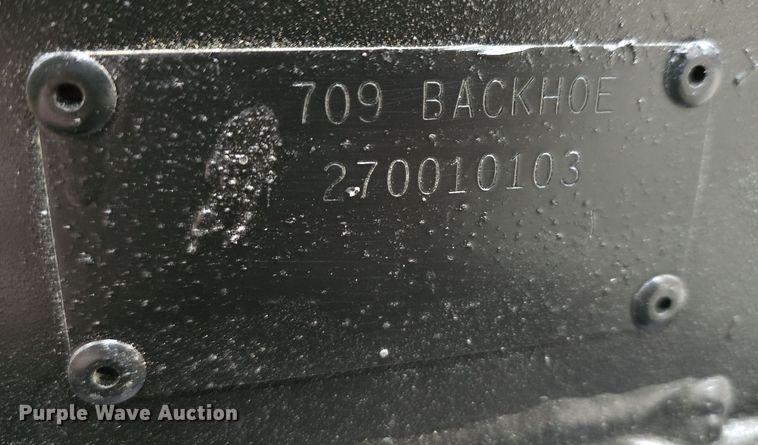 709 BACKHOE
270010103
Purple Wave Auction